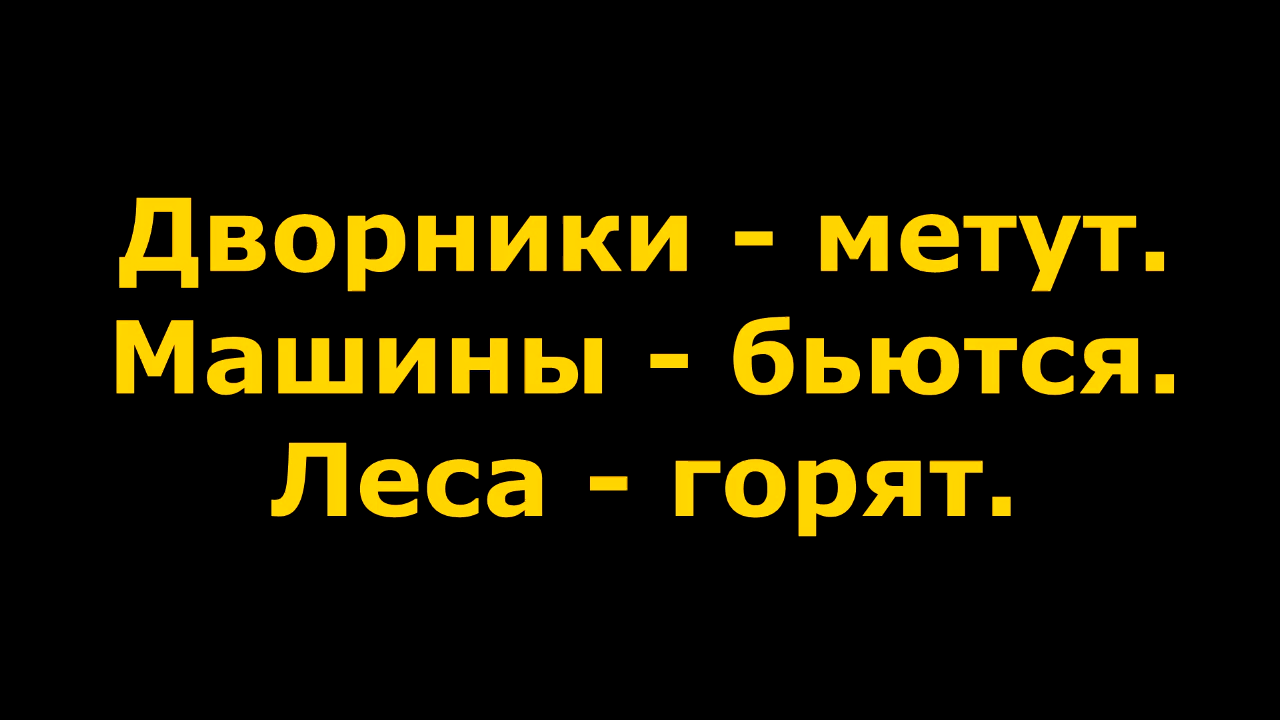 Дворники - метут.
Машины - бьются.
Леса - горят.